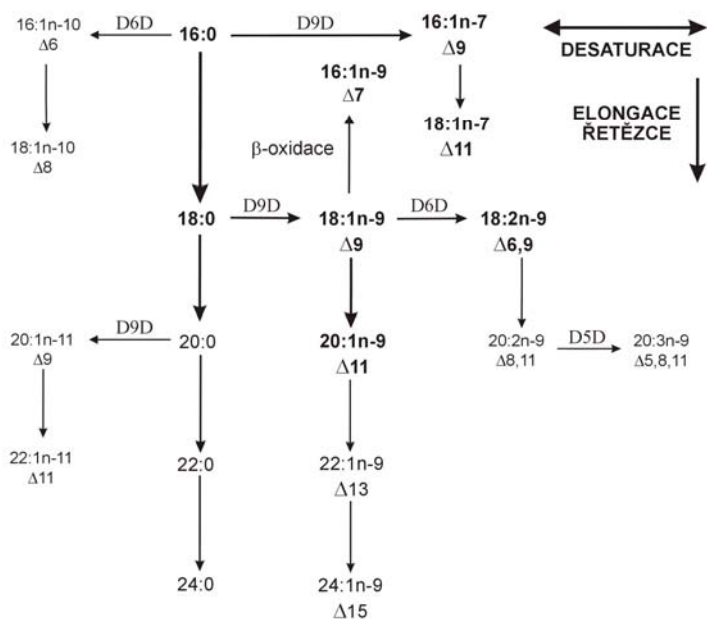 16:1n-10 D6D 16:0 D9D 16:1n-7
Δ6 Δ9
DESATURACE
16:1n-9
Δ7
18:1n-7
Δ11
ELONGACE
ŘETĚZCE
18:1n-10
Δ8
β-oxidace
18:0 D9D 18:1n-9 D6D 18:2n-9
Δ9 Δ6,9
20:1n-11 D9D 20:0 20:1n-9 20:2n-9 D5D 20:3n-9
Δ9 Δ11 Δ8,11 Δ5,8,11
22:1n-11 22:0 22:1n-9
Δ11 Δ13
24:0 24:1n-9
Δ15